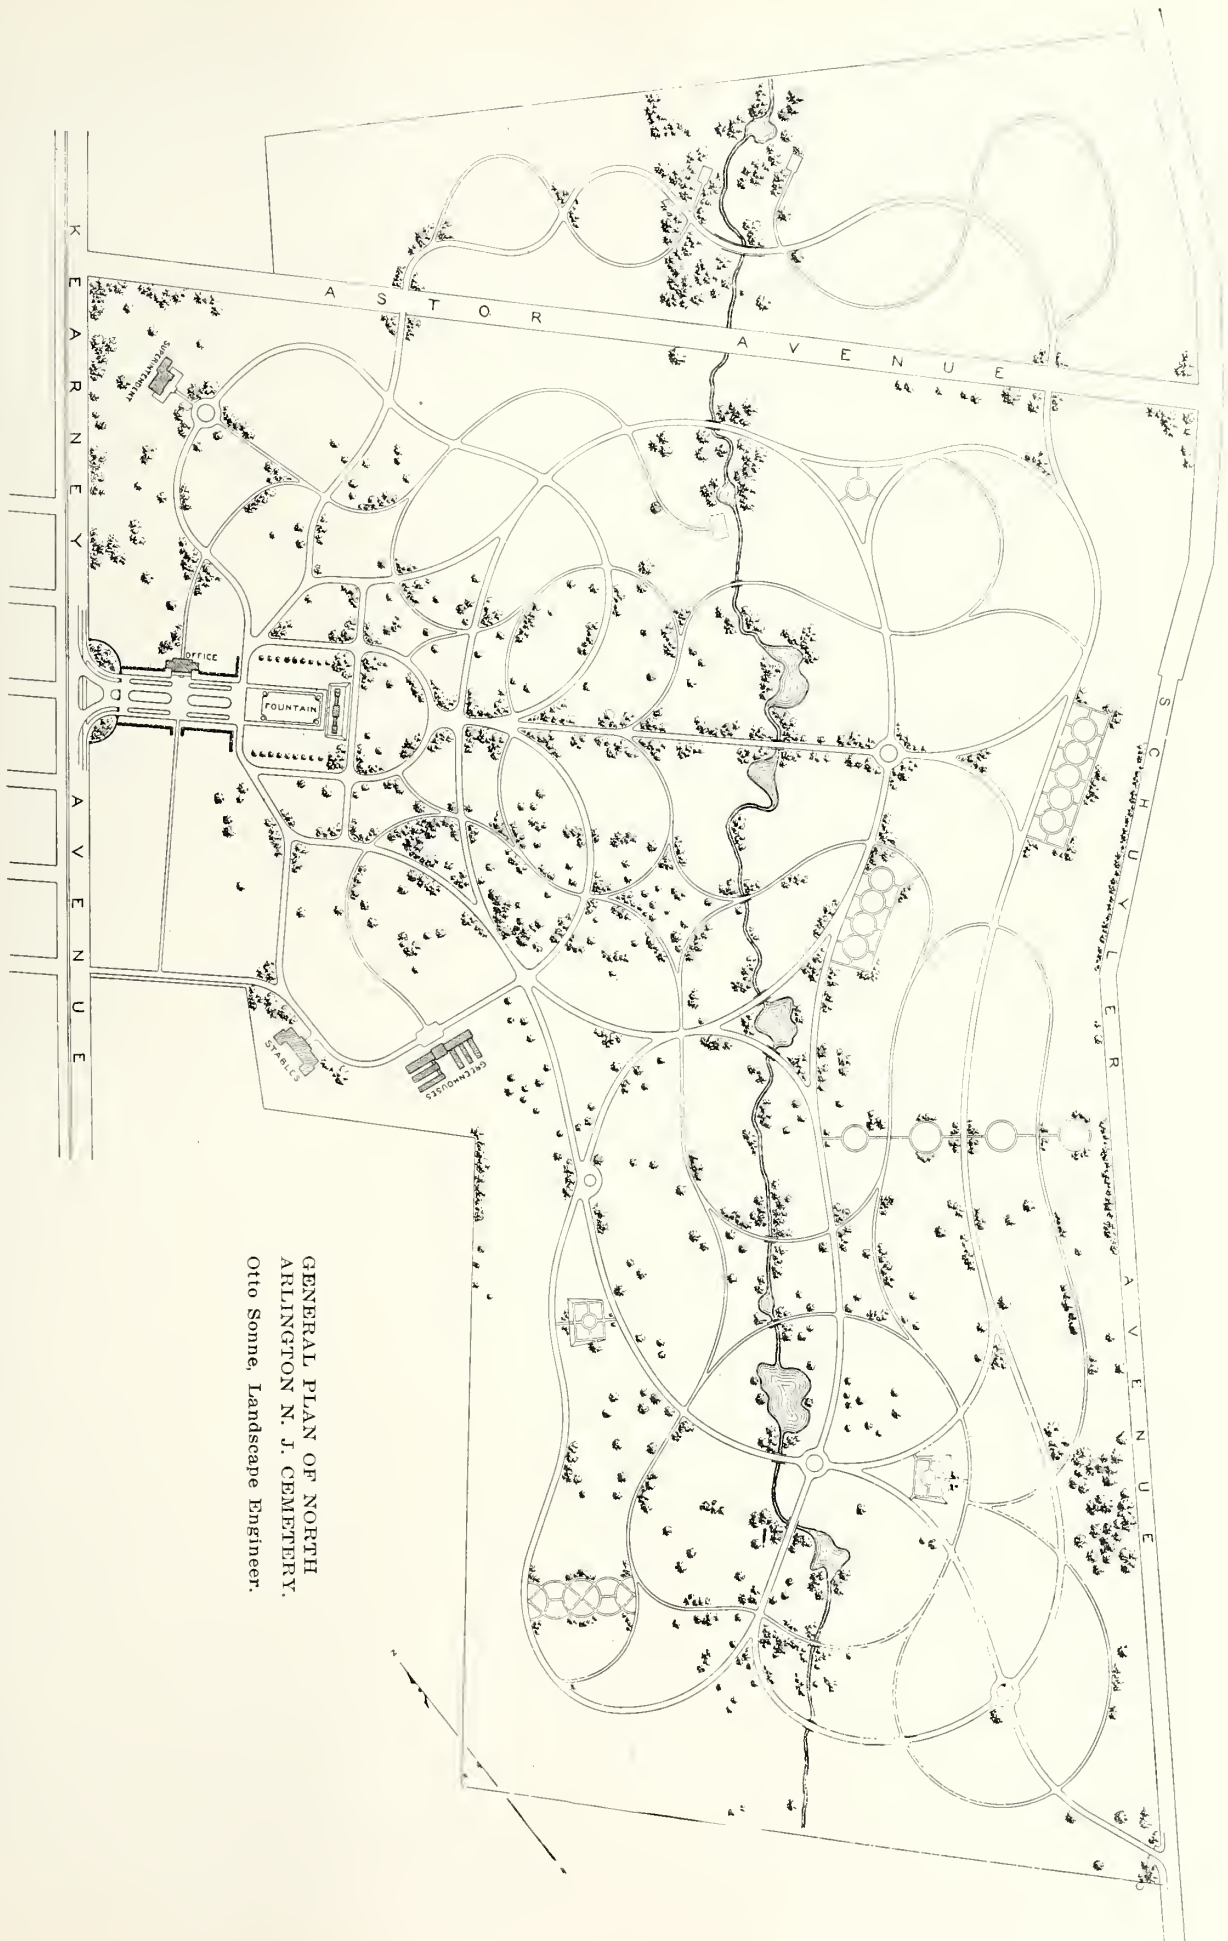 KEARNEY AVENUE
ASTOR AVENUE
SCHUYLER AVENUE
SUPERINTENDENT
OFFICE
FOUNTAIN
STABLES
GREENHOUSES
N
GENERAL PLAN OF NORTH
ARLINGTON N. J. CEMETERY.
Otto Sonne, Landscape Engineer.